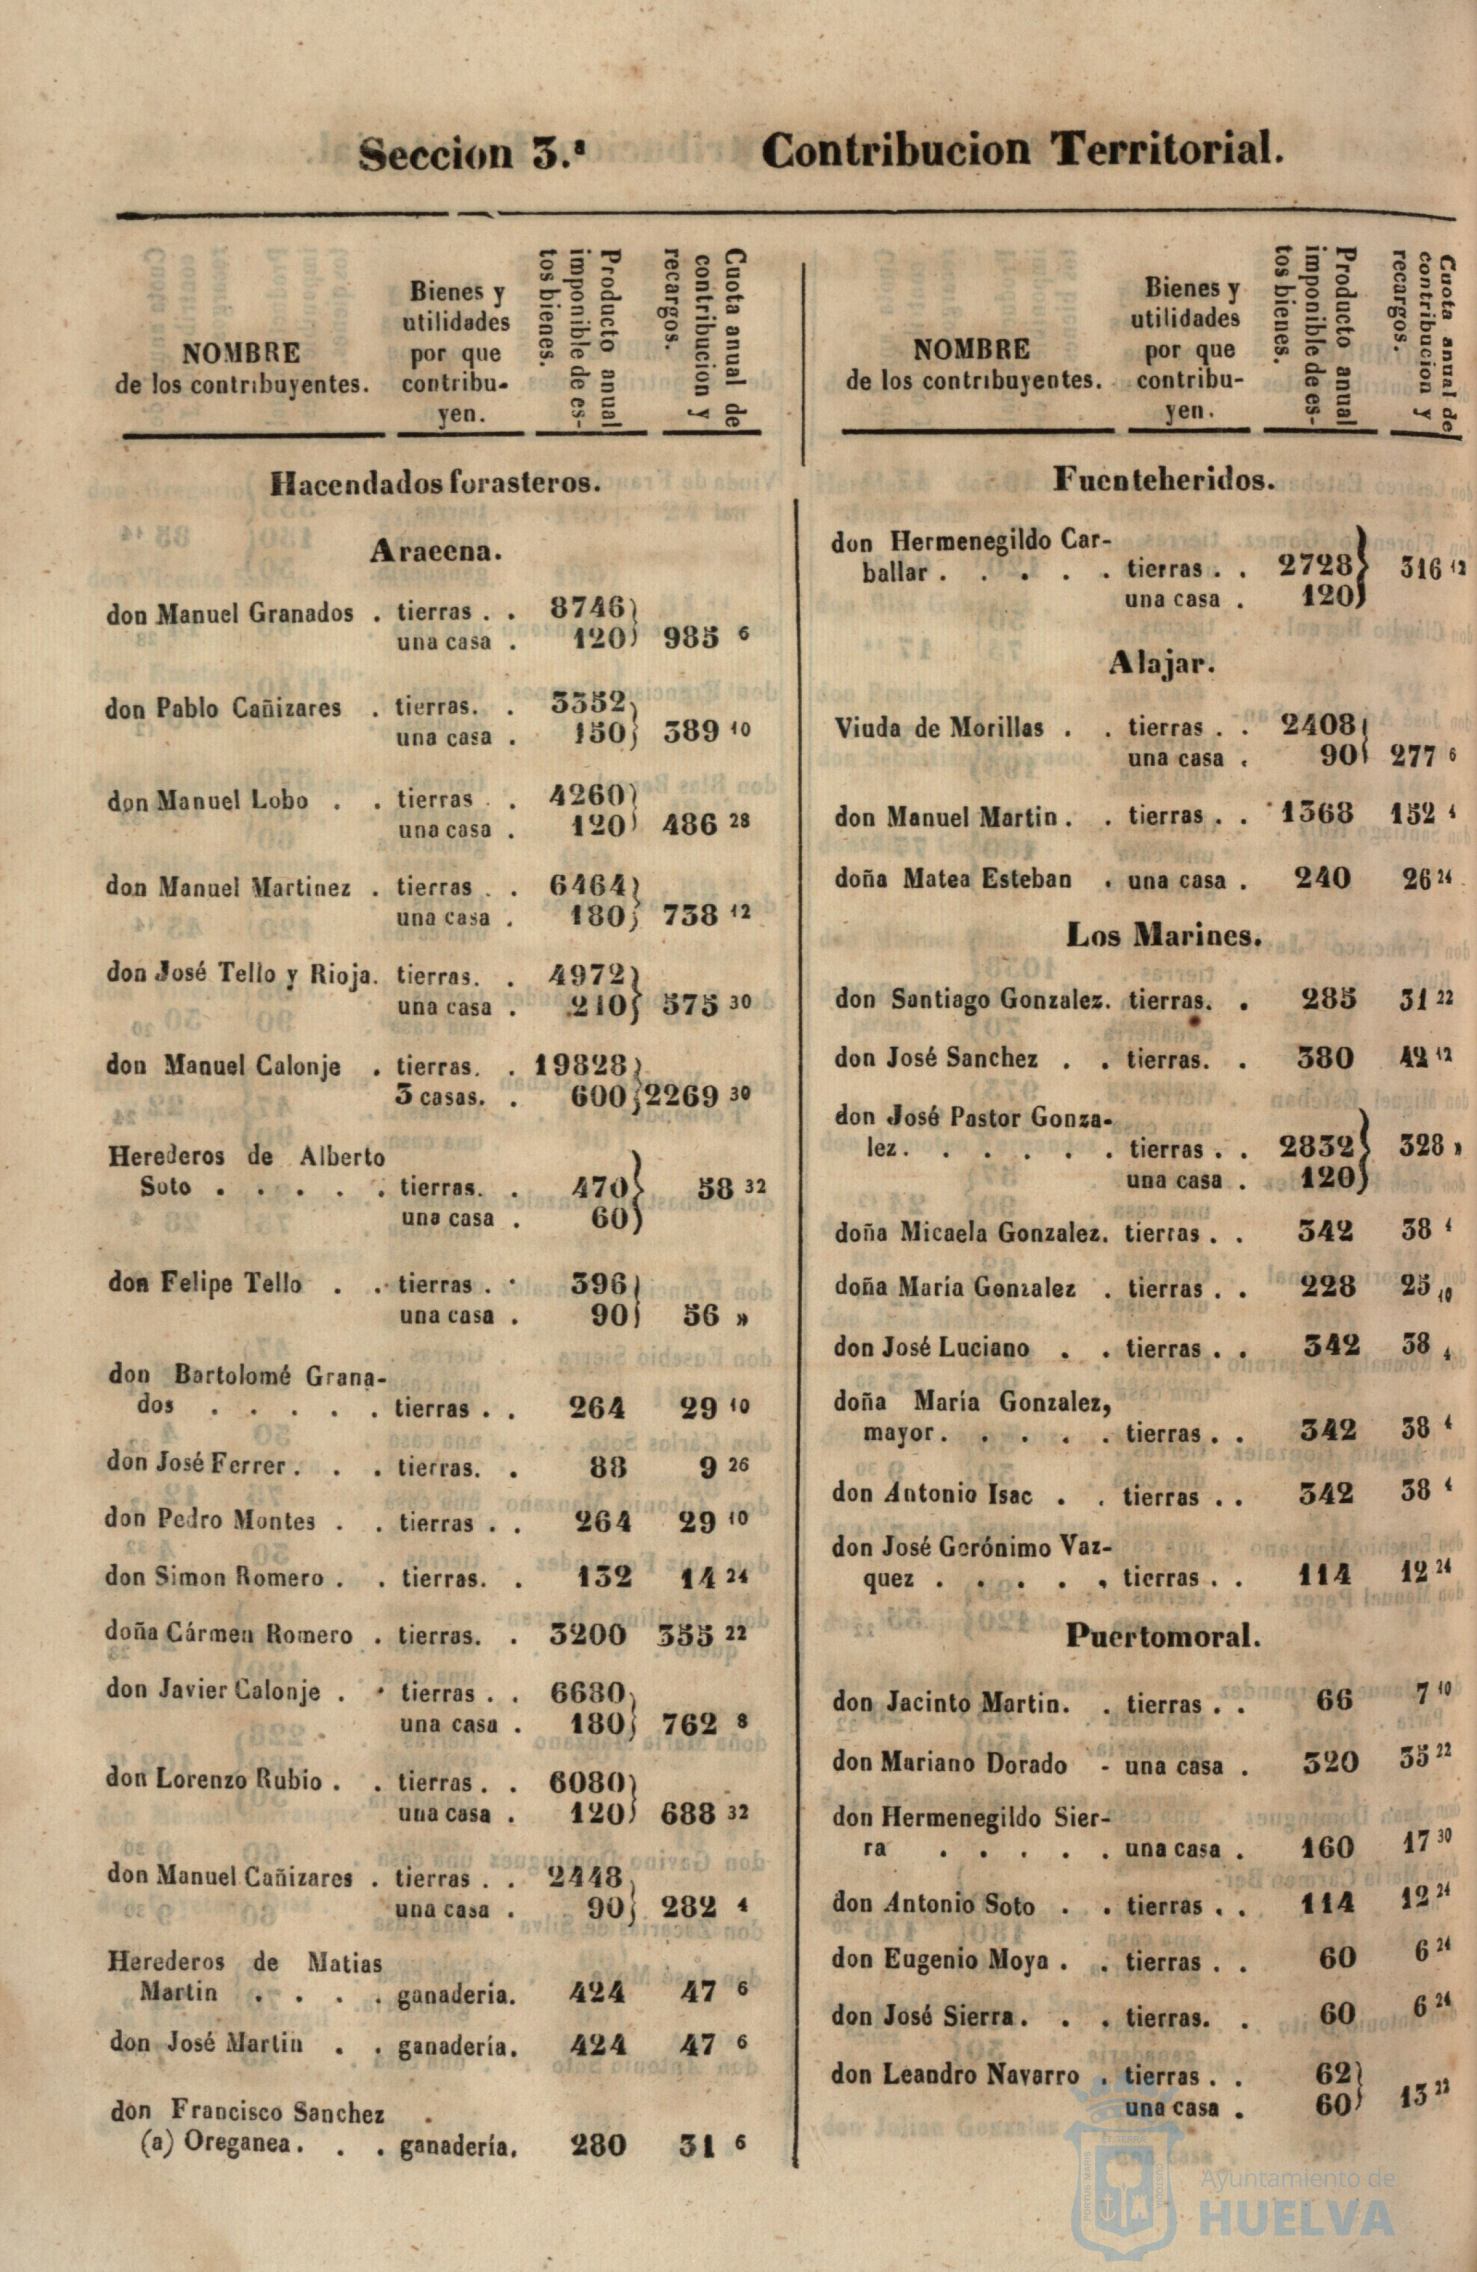 Seccion 3.ª Contribucion Territorial.
NOMBRE
de los contribuyentes.
Bienes y
utilidades
por que
contribu-
yen.
Producto anual
imponible de es-
tos bienes.
Cuota anual de
contribucion y
recargos.
Hacendados forasteros.
Aracena.
don Manuel Granados . tierras . . 8746
una casa . 120 985 6
don Pablo Cañizares . tierras. . 3352
una casa . 150 389 10
don Manuel Lobo . . tierras . . 4260
una casa . 120 486 28
don Manuel Martinez . tierras . . 6464
una casa . 180 738 12
don José Tello y Rioja. tierras. . 4972
una casa . 210 575 30
don Manuel Calonje . tierras. . 19828
3 casas. . 600 2269 30
Herederos de Alberto
Soto . . . . . tierras. . 470 58 32
una casa . 60
don Felipe Tello . . tierras . . 396
una casa . 90 56 »
don Bartolomé Grana-
dos . . . . . tierras . . 264 29 10
don José Ferrer . . . tierras. . 88 9 26
don Pedro Montes . . tierras . . 264 29 10
don Simon Romero . . tierras. . 132 14 24
doña Cármen Romero . tierras. . 3200 355 22
don Javier Calonje . . tierras . . 6680
una casa . 180 762 8
don Lorenzo Rubio . . tierras . . 6080
una casa . 120 688 32
don Manuel Cañizares . tierras . . 2448
una casa . 90 282 4
Herederos de Matias
Martin . . . . ganaderia. 424 47 6
don José Martin . . ganadería. 424 47 6
don Francisco Sanchez .
(a) Oreganea. . . ganadería. 280 31 6
NOMBRE
de los contribuyentes.
Bienes y
utilidades
por que
contribu-
yen.
Producto anual
imponible de es-
tos bienes.
Cuota anual de
contribucion y
recargos.
Fuenteheridos.
don Hermenegildo Car-
ballar . . . . . tierras . . 2728 316 12
una casa . 120
Alajar.
Viuda de Morillas . . tierras . . 2408
una casa . 90 277 6
don Manuel Martin . . tierras . . 1368 152 4
doña Matea Esteban . una casa . 240 26 24
Los Marines.
don Santiago Gonzalez. tierras. . 285 31 22
don José Sanchez . . tierras. . 380 42 12
don José Pastor Gonza-
lez. . . . . . tierras . . 2832 328 »
una casa . 120
doña Micaela Gonzalez. tierras . . 342 38 4
doña María Gonzalez . tierras . . 228 25 10
don José Luciano . . tierras . . 342 38 4
doña María Gonzalez,
mayor. . . . . tierras . . 342 38 4
don Antonio Isac . . tierras . . 342 38 4
don José Gerónimo Vaz-
quez . . . . . tierras . . 114 12 24
Puertomoral.
don Jacinto Martin. . tierras . . 66 7 10
don Mariano Dorado - una casa . 320 35 22
don Hermenegildo Sier-
ra . . . . . una casa . 160 17 30
don Antonio Soto . . tierras . . 114 12 24
don Eugenio Moya . . tierras . . 60 6 24
don José Sierra . . . tierras. . 60 6 24
don Leandro Navarro . tierras . . 62
una casa . 60 13 22
Ayuntamiento de
HUELVA